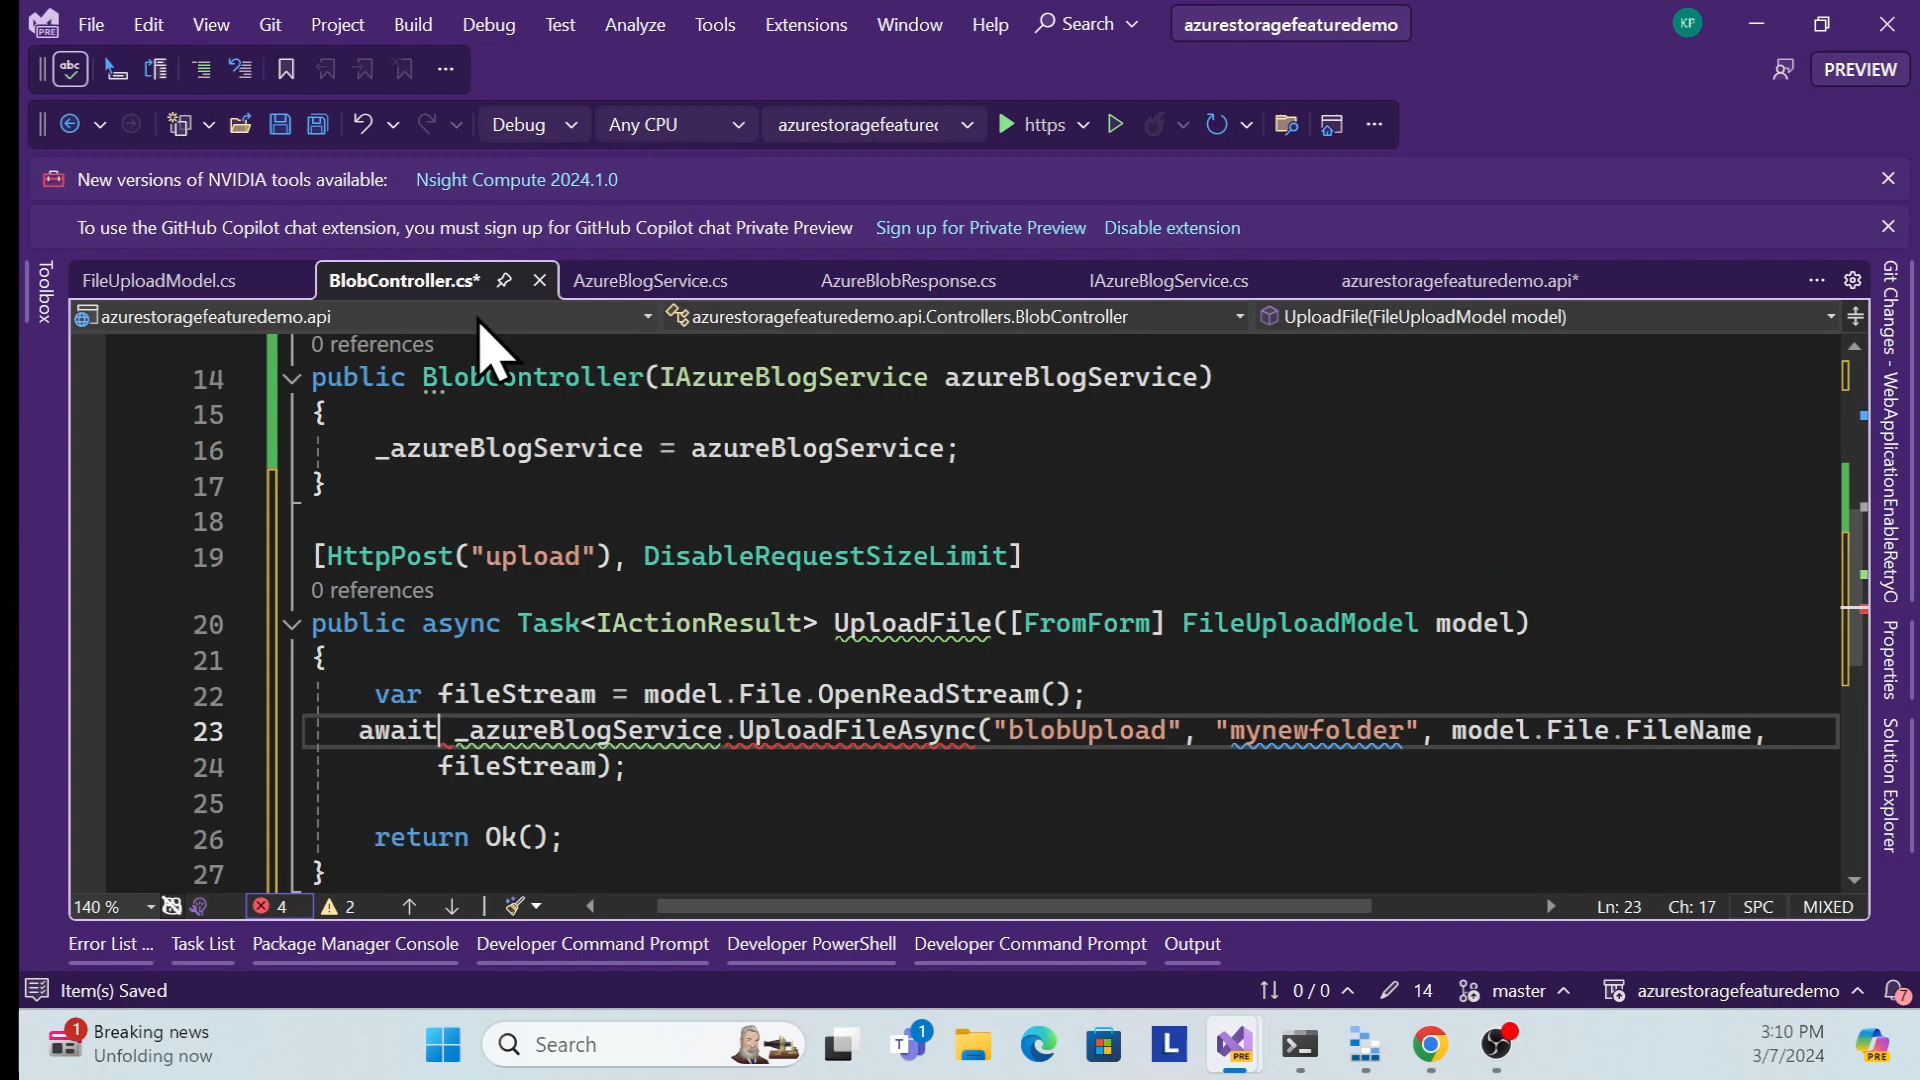 File Edit View Git Project Build Debug Test Analyze Tools Extensions Window Help Search azurestoragefeaturedemo KP
PRE
abc PREVIEW
Debug Any CPU azurestoragefeature https
New versions of NVIDIA tools available: Nsight Compute 2024.1.0
To use the GitHub Copilot chat extension, you must sign up for GitHub Copilot chat Private Preview Sign up for Private Preview Disable extension
Toolbox
FileUploadModel.cs BlobController.cs* AzureBlogService.cs AzureBlobResponse.cs IAzureBlogService.cs azurestoragefeaturedemo.api*
azurestoragefeaturedemo.api azurestoragefeaturedemo.api.Controllers.BlobController UploadFile(FileUploadModel model)
0 references
14 public BlobController(IAzureBlogService azureBlogService)
15 {
16 _azureBlogService = azureBlogService;
17 }
18
19 [HttpPost("upload"), DisableRequestSizeLimit]
0 references
20 public async Task<IActionResult> UploadFile([FromForm] FileUploadModel model)
21 {
22 var fileStream = model.File.OpenReadStream();
23 await _azureBlogService.UploadFileAsync("blobUpload", "mynewfolder", model.File.FileName,
24 fileStream);
25
26 return Ok();
27 }
Git Changes - WebApplicationEnableRetryO
Properties
Solution Explorer
140 % 4 2 Ln: 23 Ch: 17 SPC MIXED
Error List ... Task List Package Manager Console Developer Command Prompt Developer PowerShell Developer Command Prompt Output
Item(s) Saved 0 / 0 14 master azurestoragefeaturedemo 7
1 Breaking news
Unfolding now
Search
1
T
L
PRE
3:10 PM
3/7/2024
PRE